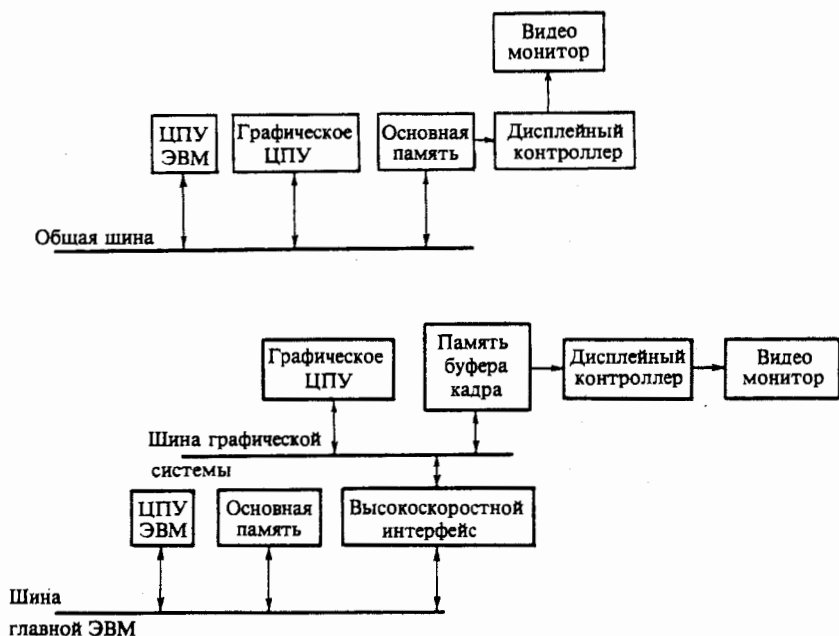 Видео
монитор
ЦПУ
ЭВМ
Графическое
ЦПУ
Основная
память
Дисплейный
контроллер
Общая шина
Графическое
ЦПУ
Память
буфера
кадра
Дисплейный
контроллер
Видео
монитор
Шина графической
системы
ЦПУ
ЭВМ
Основная
память
Высокоскоростной
интерфейс
Шина
главной ЭВМ